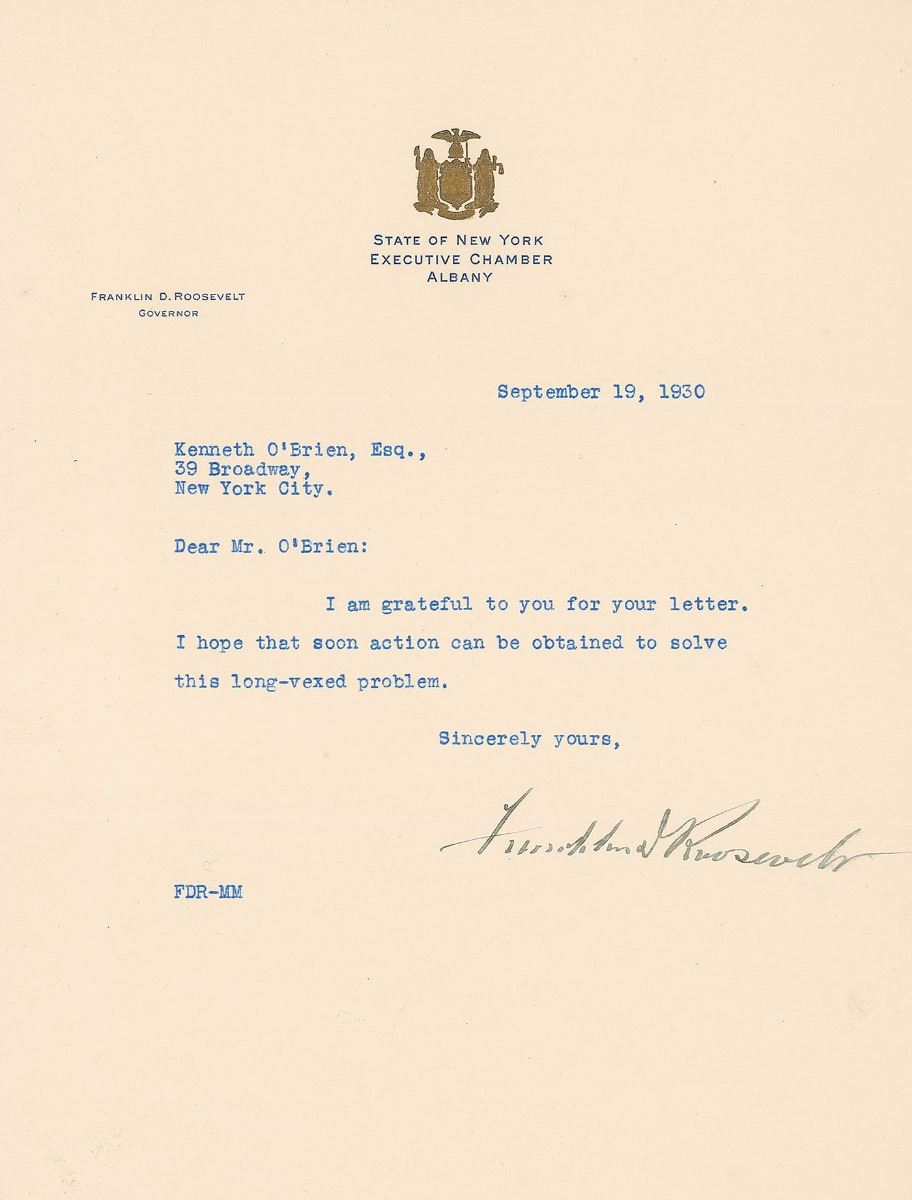 STATE OF NEW YORK
EXECUTIVE CHAMBER
ALBANY
FRANKLIN D. ROOSEVELT
GOVERNOR
September 19, 1930
Kenneth O'Brien, Esq.,
39 Broadway,
New York City.
Dear Mr. O'Brien:
I am grateful to you for your letter.
I hope that soon action can be obtained to solve
this long-vexed problem.
Sincerely yours,
Franklin D Roosevelt
FDR-MM